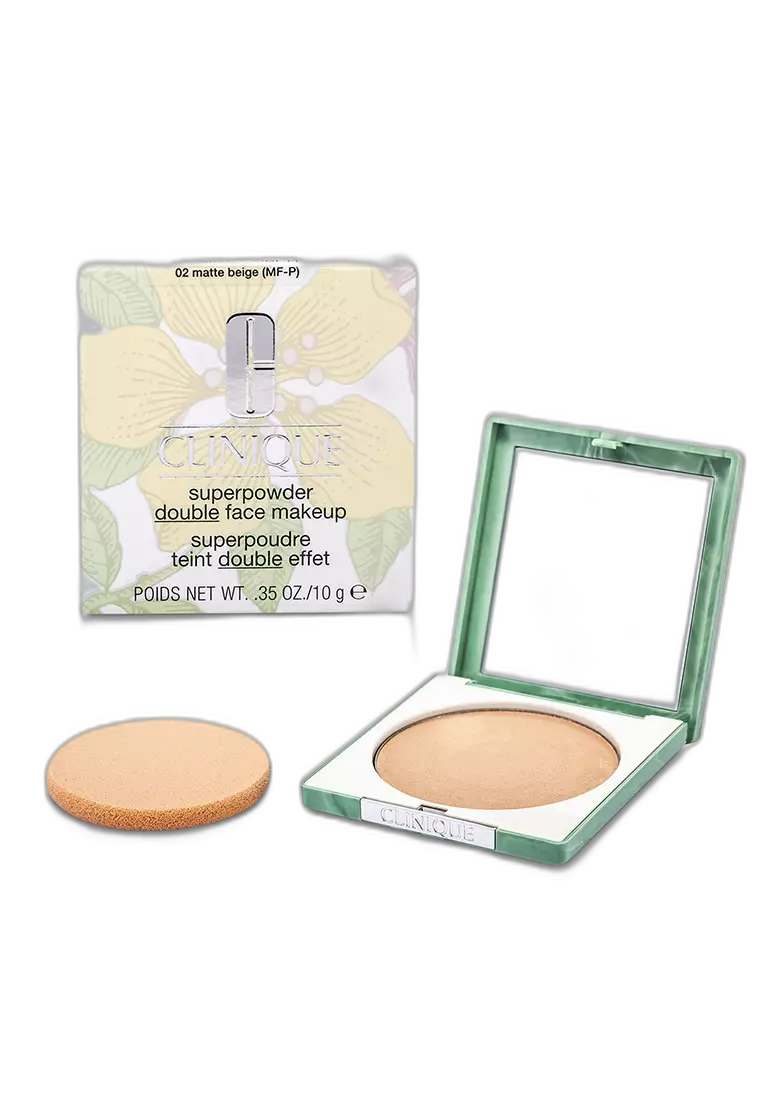 02 matte beige (MF-P)
CLINIQUE
superpowder
double face makeup
superpoudre
teint double effet
POIDS NET WT. .35 OZ./10 g ℮
CLINIQUE